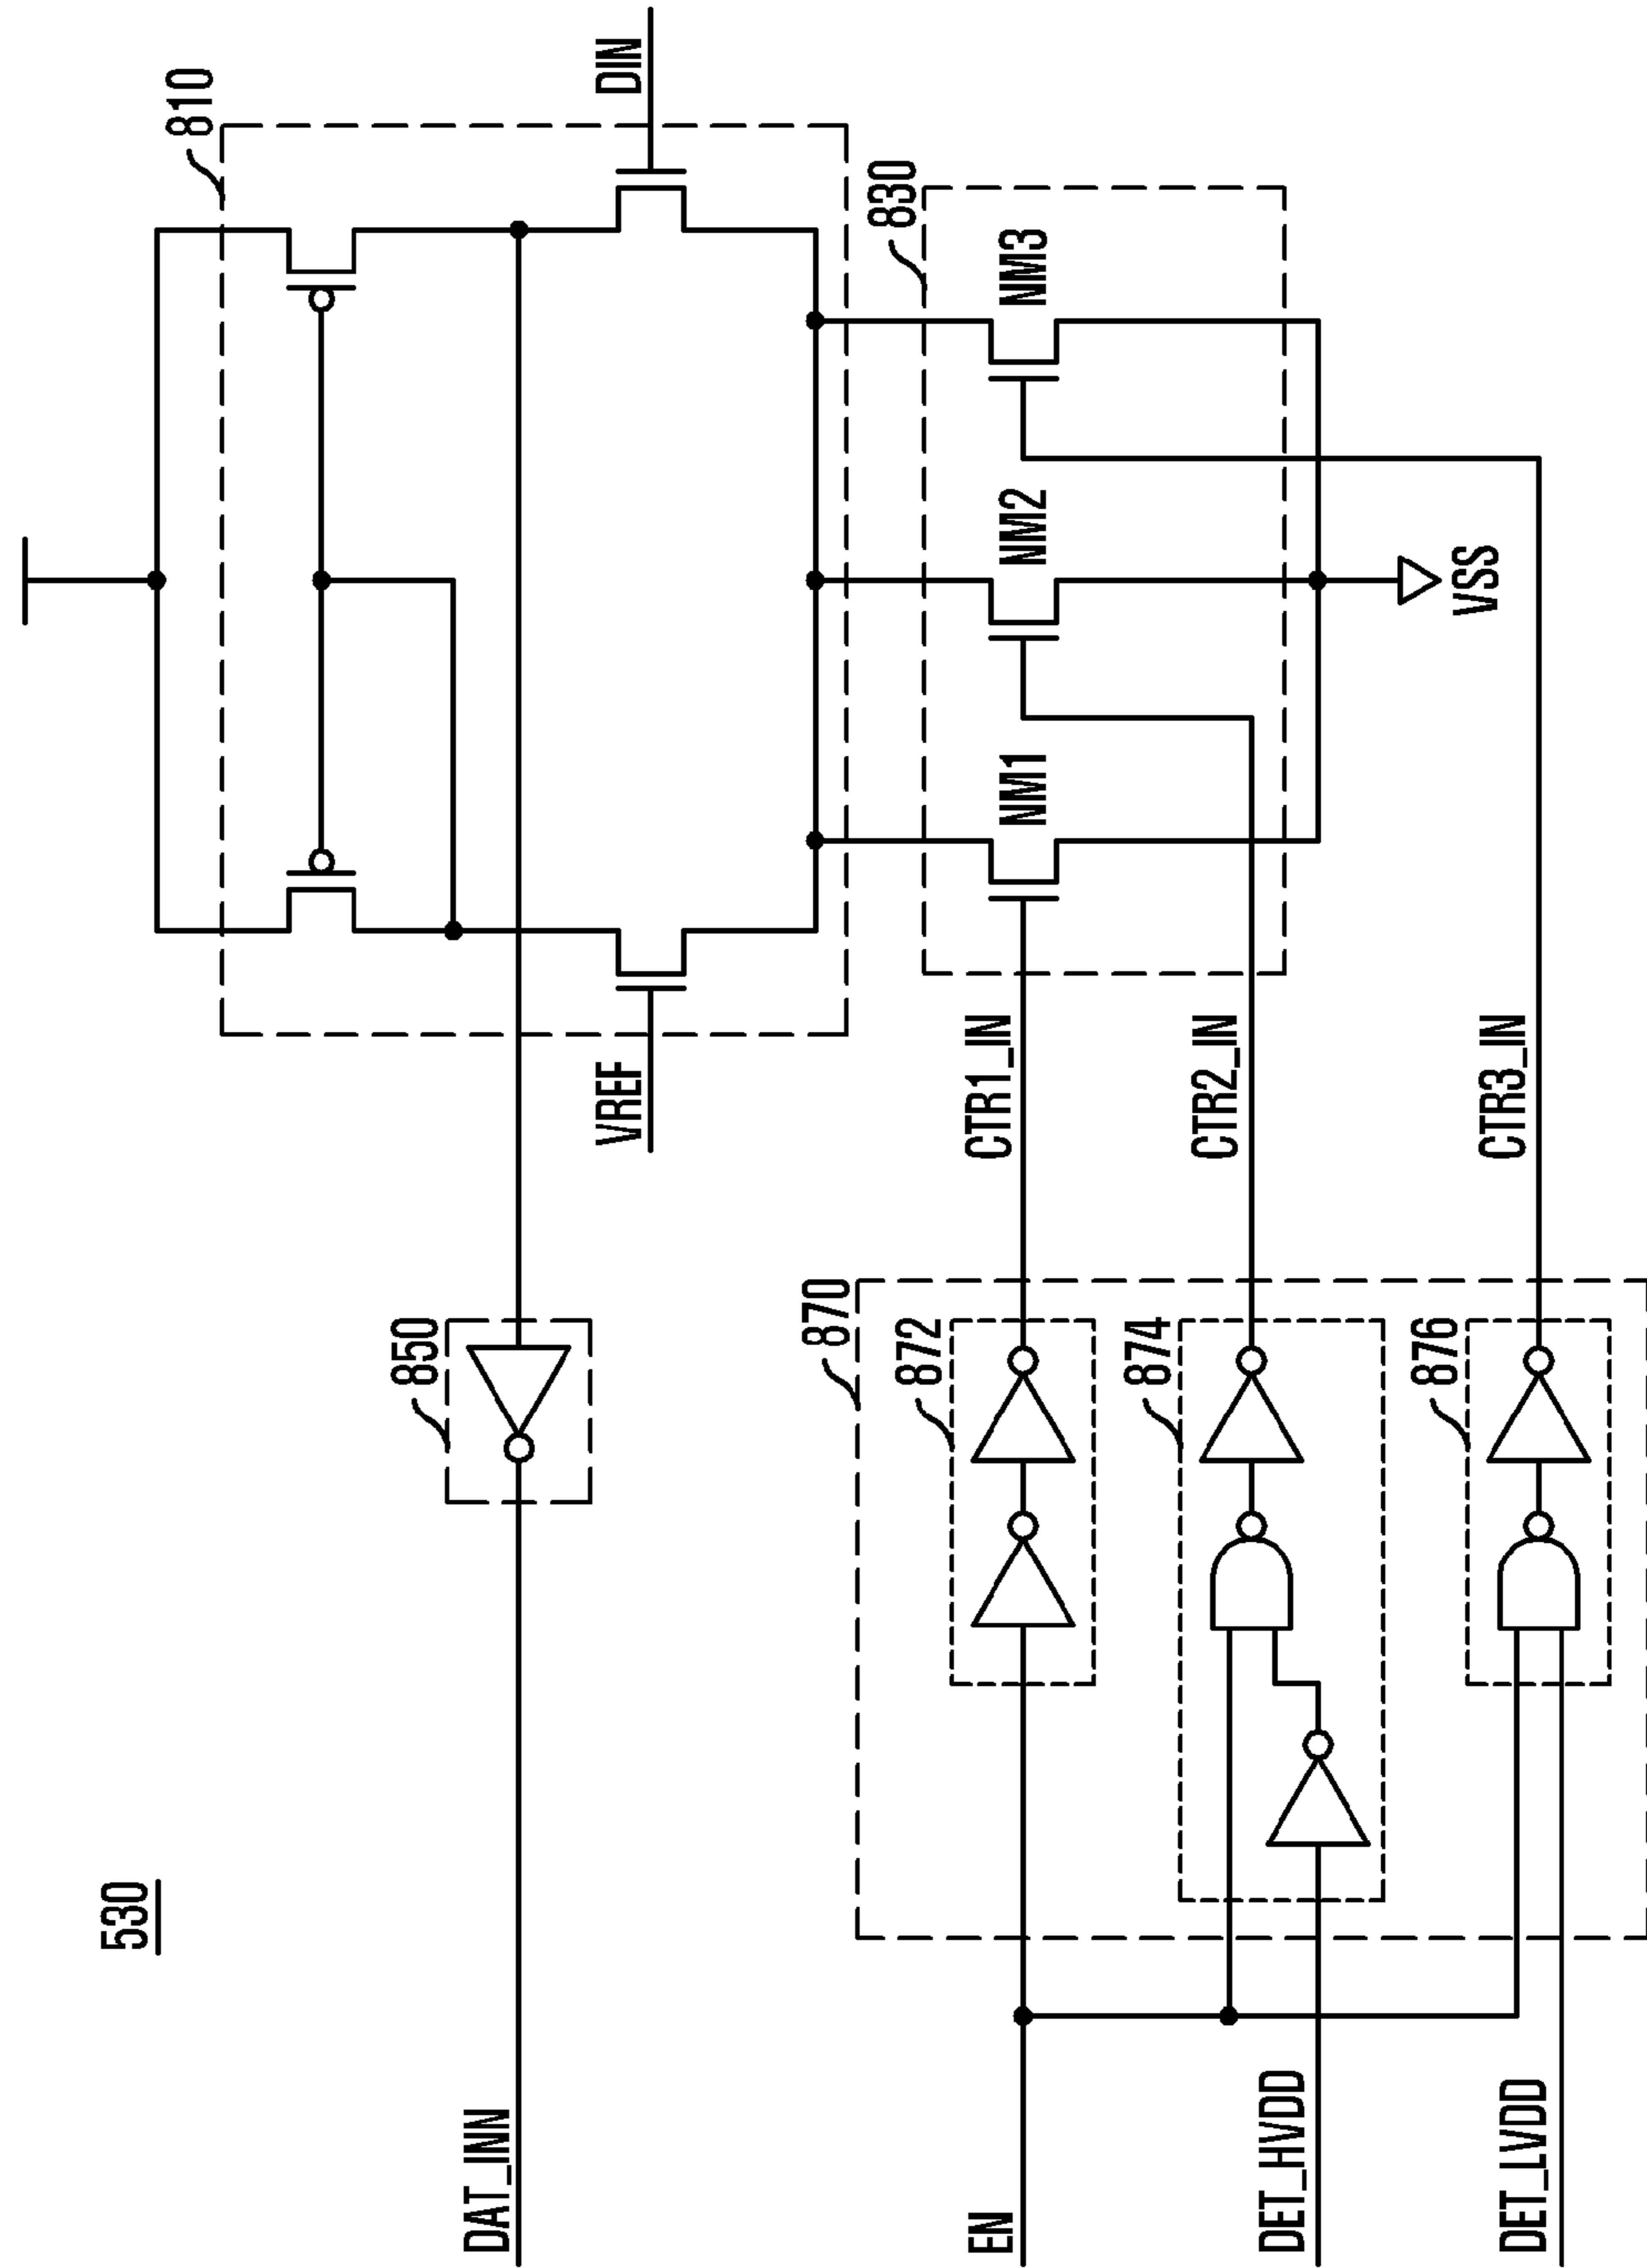 530
810
DIN
850
VREF
830
NM1
NM2
NM3
DAT_INN
870
872
CTR1_IN
EN
874
CTR2_IN
DET_HVDD
VSS
876
CTR3_IN
DET_LVDD